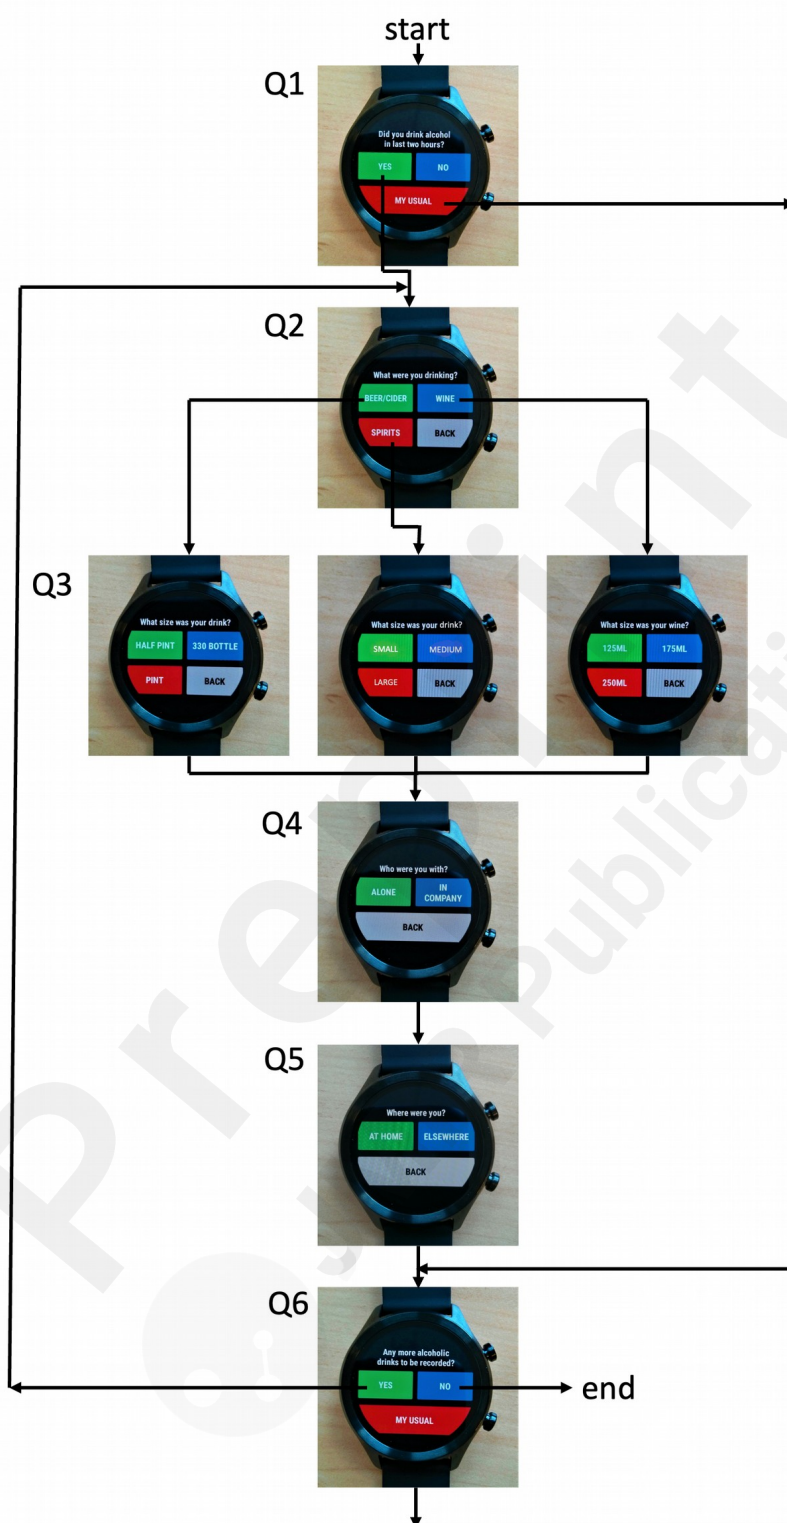 start
Q1
Did you drink alcohol
in last two hours?
YES
NO
MY USUAL
Q2
What were you drinking?
BEER/CIDER
WINE
SPIRITS
BACK
Q3
What size was your drink?
HALF PINT
330 BOTTLE
PINT
BACK
What size was your drink?
SMALL
MEDIUM
LARGE
BACK
What size was your wine?
125ML
175ML
250ML
BACK
Q4
Who were you with?
ALONE
IN
COMPANY
BACK
Q5
Where were you?
AT HOME
ELSEWHERE
BACK
Q6
Any more alcoholic
drinks to be recorded?
YES
NO
end
MY USUAL
Preprint